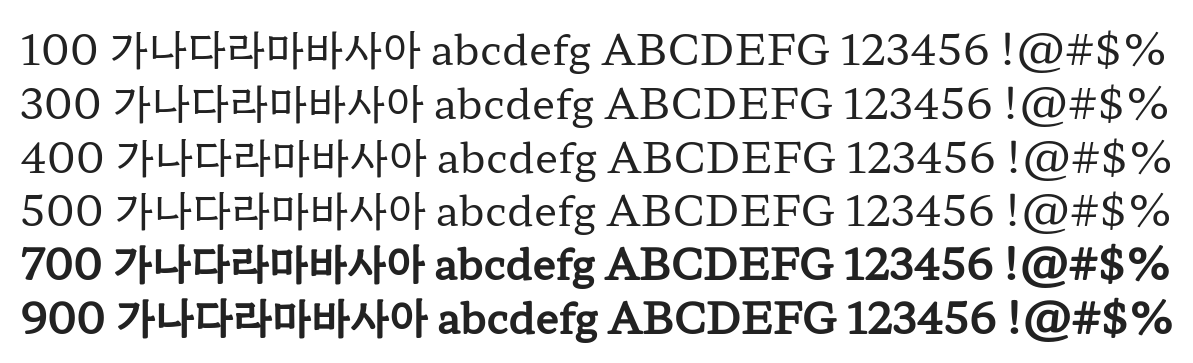 100 가나다라마바사아 abcdefg ABCDEFG 123456 !@#$%
300 가나다라마바사아 abcdefg ABCDEFG 123456 !@#$%
400 가나다라마바사아 abcdefg ABCDEFG 123456 !@#$%
500 가나다라마바사아 abcdefg ABCDEFG 123456 !@#$%
700 가나다라마바사아 abcdefg ABCDEFG 123456 !@#$%
900 가나다라마바사아 abcdefg ABCDEFG 123456 !@#$%